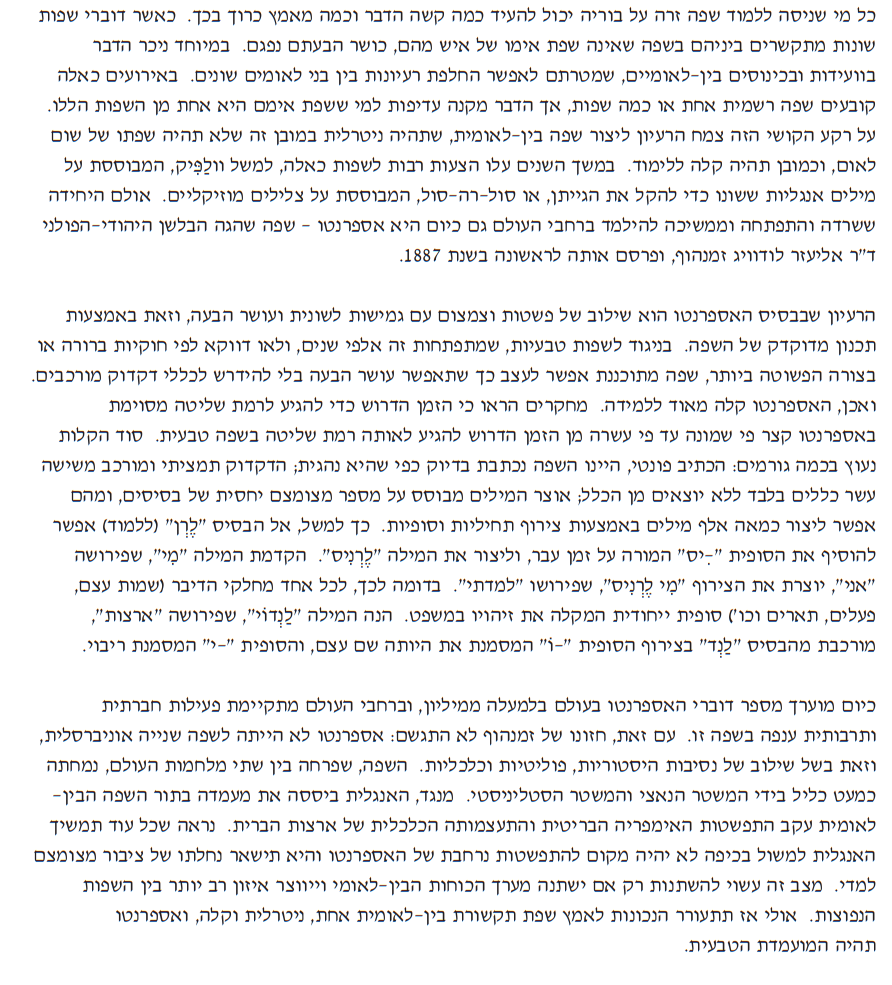 כל מי שניסה ללמוד שפה זרה על בוריה יכול להעיד כמה קשה הדבר וכמה מאמץ כרוך בכך. כאשר דוברי שפות
שונות מתקשרים ביניהם בשפה שאינה שפת אימו של איש מהם, כושר הבעתם נפגם. במיוחד ניכר הדבר
בוועידות ובכינוסים בין-לאומיים, שמטרתם לאפשר החלפת רעיונות בין בני לאומים שונים. באירועים כאלה
קובעים שפה רשמית אחת או כמה שפות, אך הדבר מקנה עדיפות למי ששפת אימם היא אחת מן השפות הללו.
על רקע הקושי הזה צמח הרעיון ליצור שפה בין-לאומית, שתהיה ניטרלית במובן זה שלא תהיה שפתו של שום
לאום, וכמובן תהיה קלה ללימוד. במשך השנים עלו הצעות רבות לשפות כאלה, למשל ווֹלַפִּיק, המבוססת על
מילים אנגליות ששונו כדי להקל את הגייתן, או סול-רה-סול, המבוססת על צלילים מוזיקליים. אולם היחידה
ששרדה והתפתחה וממשיכה להילמד ברחבי העולם גם כיום היא אספרנטו - שפה שהגה הבלשן היהודי-הפולני
ד"ר אליעזר לודוויג זמנהוף, ופרסם אותה לראשונה בשנת 1887.
הרעיון שבבסיס האספרנטו הוא שילוב של פשטות וצמצום עם גמישות לשונית ועושר הבעה, וזאת באמצעות
תכנון מדוקדק של השפה. בניגוד לשפות טבעיות, שמתפתחות זה אלפי שנים, ולאו דווקא לפי חוקיות ברורה או
בצורה הפשוטה ביותר, שפה מתוכננת אפשר לעצב כך שתאפשר עושר הבעה בלי להידרש לכללי דקדוק מורכבים.
ואכן, האספרנטו קלה מאוד ללמידה. מחקרים הראו כי הזמן הדרוש כדי להגיע לרמת שליטה מסוימת
באספרנטו קצר פי שמונה עד פי עשרה מן הזמן הדרוש להגיע לאותה רמת שליטה בשפה טבעית. סוד הקלות
נעוץ בכמה גורמים: הכתיב פונטי, היינו השפה נכתבת בדיוק כפי שהיא נהגית; הדקדוק תמציתי ומורכב משישה
עשר כללים בלבד ללא יוצאים מן הכלל; אוצר המילים מבוסס על מספר מצומצם יחסית של בסיסים, ומהם
אפשר ליצור כמאה אלף מילים באמצעות צירוף תחיליות וסופיות. כך למשל, אל הבסיס "לֶרְן" (ללמוד) אפשר
להוסיף את הסופית "-ִיס" המורה על זמן עבר, וליצור את המילה "לֶרְנִיס". הקדמת המילה "מִי", שפירושה
"אני", יוצרת את הצירוף "מִי לֶרְנִיס", שפירושו "למדתי". בדומה לכך, לכל אחד מחלקי הדיבר (שמות עצם,
פעלים, תארים וכו') סופית ייחודית המקלה את זיהויו במשפט. הנה המילה "לַנְדוֹי", שפירושה "ארצות",
מורכבת מהבסיס "לַנְד" בצירוף הסופית "-וֹ" המסמנת את היותה שם עצם, והסופית "-י" המסמנת ריבוי.
כיום מוערך מספר דוברי האספרנטו בעולם בלמעלה ממיליון, וברחבי העולם מתקיימת פעילות חברתית
ותרבותית ענפה בשפה זו. עם זאת, חזונו של זמנהוף לא התגשם: אספרנטו לא הייתה לשפה שנייה אוניברסלית,
וזאת בשל שילוב של נסיבות היסטוריות, פוליטיות וכלכליות. השפה, שפרחה בין שתי מלחמות העולם, נמחתה
כמעט כליל בידי המשטר הנאצי והמשטר הסטליניסטי. מנגד, האנגלית ביססה את מעמדה בתור השפה הבין-
לאומית עקב התפשטות האימפריה הבריטית והתעצמותה הכלכלית של ארצות הברית. נראה שכל עוד תמשיך
האנגלית למשול בכיפה לא יהיה מקום להתפשטות נרחבת של האספרנטו והיא תישאר נחלתו של ציבור מצומצם
למדי. מצב זה עשוי להשתנות רק אם ישתנה מערך הכוחות הבין-לאומי וייווצר איזון רב יותר בין השפות
הנפוצות. אולי אז תתעורר הנכונות לאמץ שפת תקשורת בין-לאומית אחת, ניטרלית וקלה, ואספרנטו
תהיה המועמדת הטבעית.